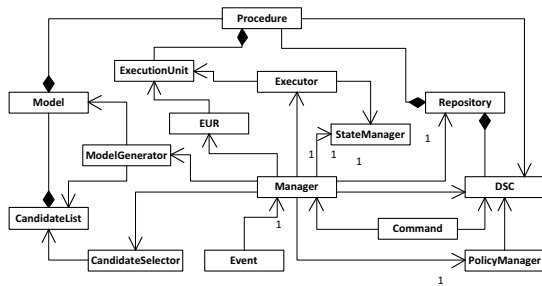 Procedure
ExecutionUnit
Executor
Model
Repository
EUR
StateManager
1
1
1
1
ModelGenerator
Manager
DSC
CandidateList
Command
1
CandidateSelector
Event
PolicyManager
1